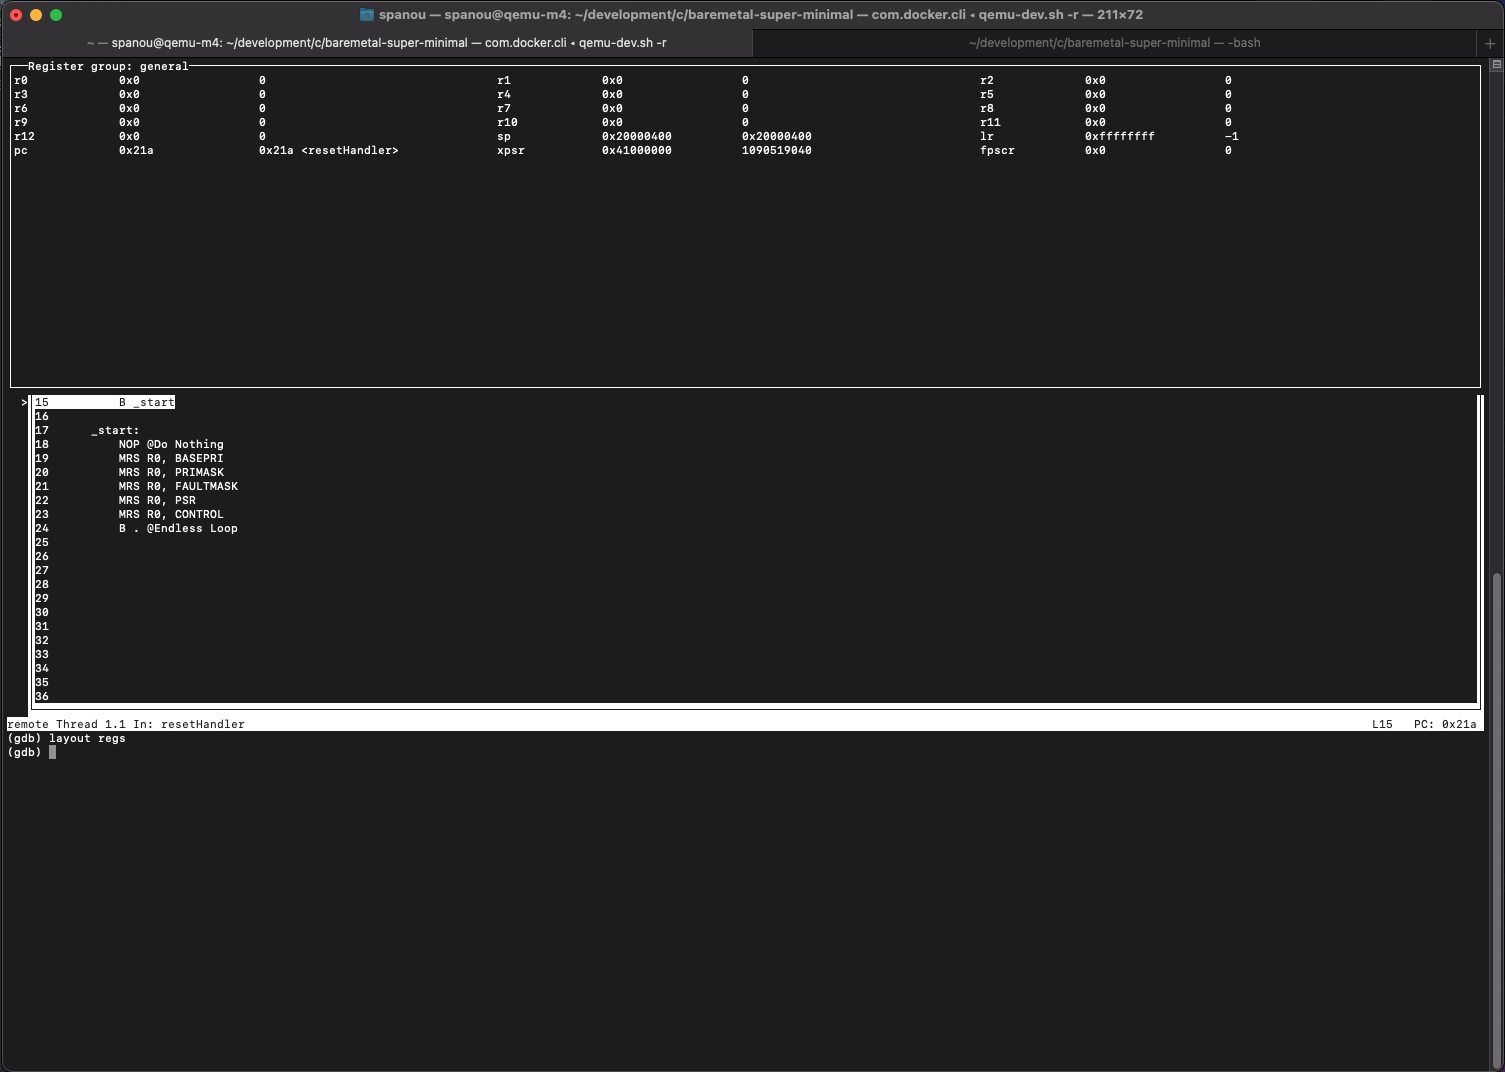 spanou — spanou@qemu-m4: ~/development/c/baremetal-super-minimal — com.docker.cli ◂ qemu-dev.sh -r — 211×72
~ — spanou@qemu-m4: ~/development/c/baremetal-super-minimal — com.docker.cli ◂ qemu-dev.sh -r ~/development/c/baremetal-super-minimal — -bash +
Register group: general
r0 0x0 0 r1 0x0 0 r2 0x0 0
r3 0x0 0 r4 0x0 0 r5 0x0 0
r6 0x0 0 r7 0x0 0 r8 0x0 0
r9 0x0 0 r10 0x0 0 r11 0x0 0
r12 0x0 0 sp 0x20000400 0x20000400 lr 0xffffffff -1
pc 0x21a 0x21a <resetHandler> xpsr 0x41000000 1090519040 fpscr 0x0 0
> 15 B _start
16
17 _start:
18 NOP @Do Nothing
19 MRS R0, BASEPRI
20 MRS R0, PRIMASK
21 MRS R0, FAULTMASK
22 MRS R0, PSR
23 MRS R0, CONTROL
24 B . @Endless Loop
25
26
27
28
29
30
31
32
33
34
35
36
remote Thread 1.1 In: resetHandler L15 PC: 0x21a
(gdb) layout regs
(gdb)